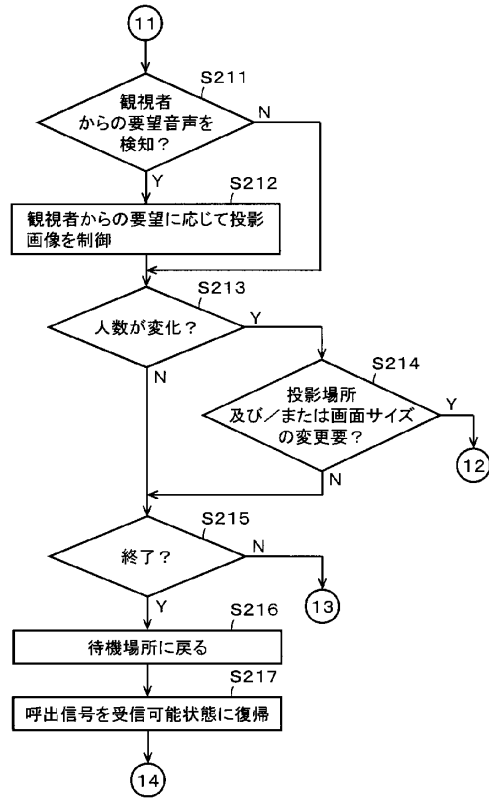 11
S211
観視者
からの要望音声を
検知?
N
Y
S212
観視者からの要望に応じて投影
画像を制御
S213
人数が変化?
Y
N
S214
投影場所
及び/または画面サイズ
の変更要?
Y
12
N
S215
終了?
N
13
Y
S216
待機場所に戻る
S217
呼出信号を受信可能状態に復帰
14